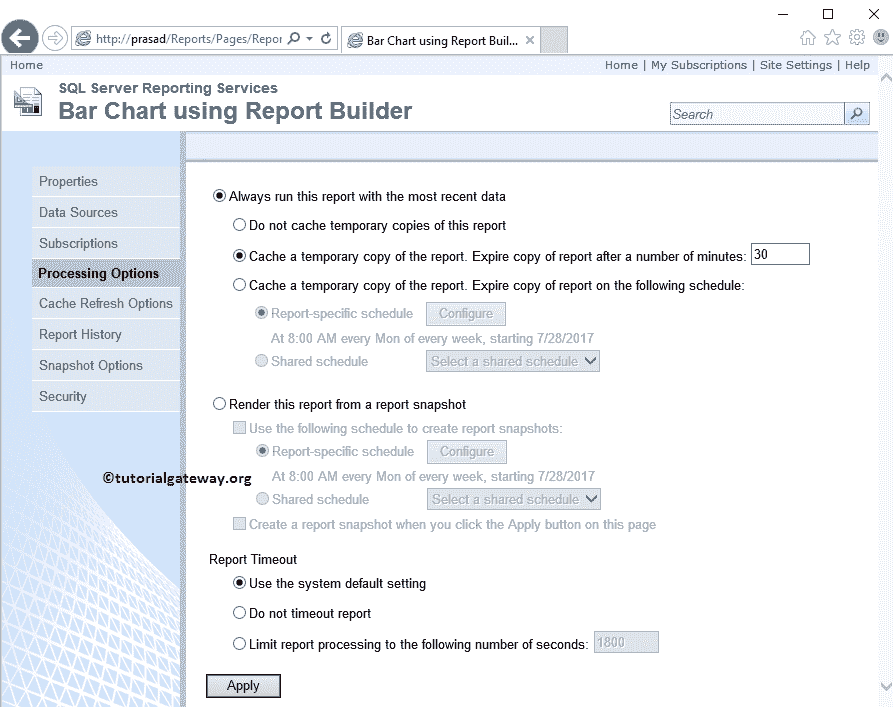 http://prasad/Reports/Pages/Repor
Bar Chart using Report Buil...
Home
Home | My Subscriptions | Site Settings | Help
SQL Server Reporting Services
Bar Chart using Report Builder
Search
Properties
Data Sources
Subscriptions
Processing Options
Cache Refresh Options
Report History
Snapshot Options
Security
©tutorialgateway.org
Always run this report with the most recent data
Do not cache temporary copies of this report
Cache a temporary copy of the report. Expire copy of report after a number of minutes: 30
Cache a temporary copy of the report. Expire copy of report on the following schedule:
Report-specific schedule Configure
At 8:00 AM every Mon of every week, starting 7/28/2017
Shared schedule Select a shared schedule
Render this report from a report snapshot
Use the following schedule to create report snapshots:
Report-specific schedule Configure
At 8:00 AM every Mon of every week, starting 7/28/2017
Shared schedule Select a shared schedule
Create a report snapshot when you click the Apply button on this page
Report Timeout
Use the system default setting
Do not timeout report
Limit report processing to the following number of seconds: 1800
Apply